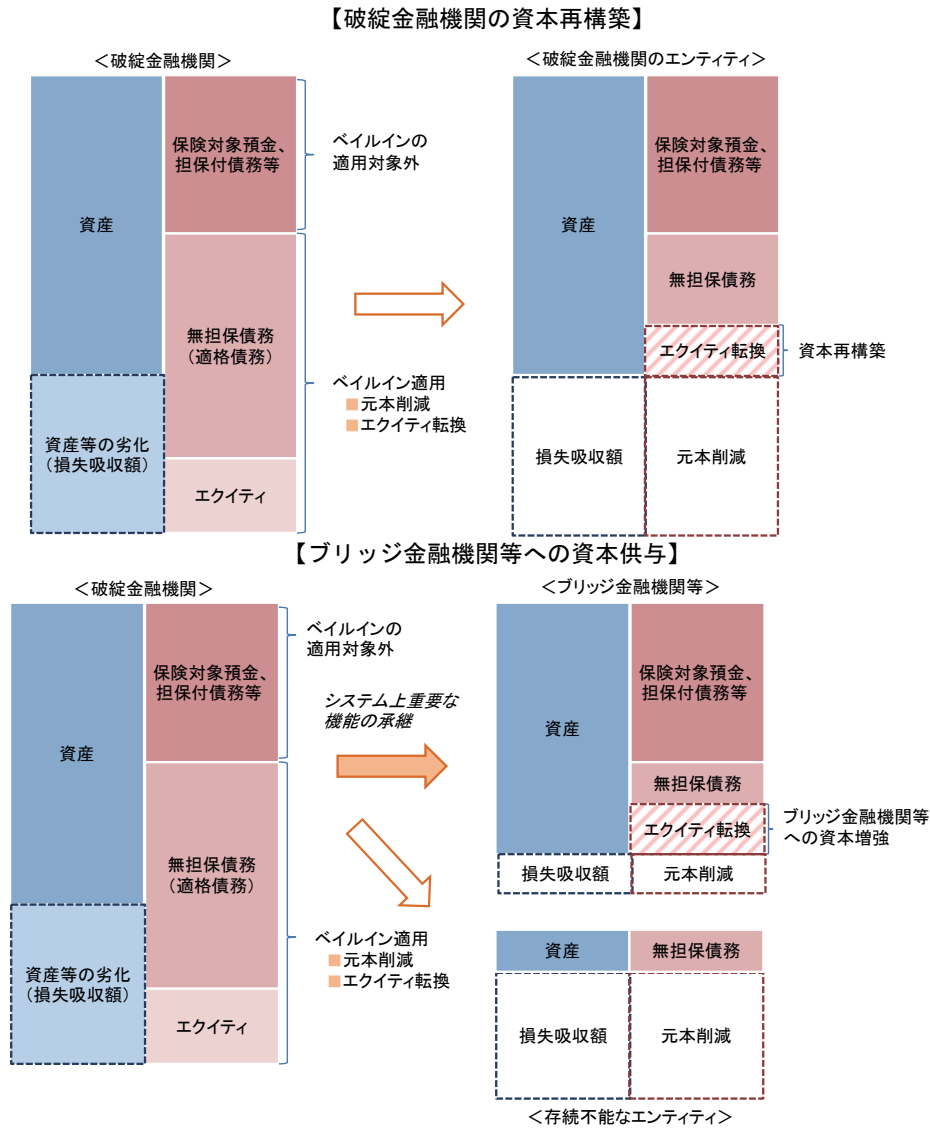 【破綻金融機関の資本再構築】
＜破綻金融機関＞
資産
資産等の劣化
（損失吸収額）
保険対象預金、
担保付債務等
無担保債務
（適格債務）
エクイティ
ベイルインの
適用対象外
ベイルイン適用
元本削減
エクイティ転換
＜破綻金融機関のエンティティ＞
資産
損失吸収額
保険対象預金、
担保付債務等
無担保債務
エクイティ転換
元本削減
資本再構築
【ブリッジ金融機関等への資本供与】
＜破綻金融機関＞
資産
資産等の劣化
（損失吸収額）
保険対象預金、
担保付債務等
無担保債務
（適格債務）
エクイティ
ベイルインの
適用対象外
システム上重要な
機能の承継
ベイルイン適用
元本削減
エクイティ転換
＜ブリッジ金融機関等＞
資産
損失吸収額
保険対象預金、
担保付債務等
無担保債務
エクイティ転換
元本削減
ブリッジ金融機関等
への資本増強
資産
無担保債務
損失吸収額
元本削減
＜存続不能なエンティティ＞